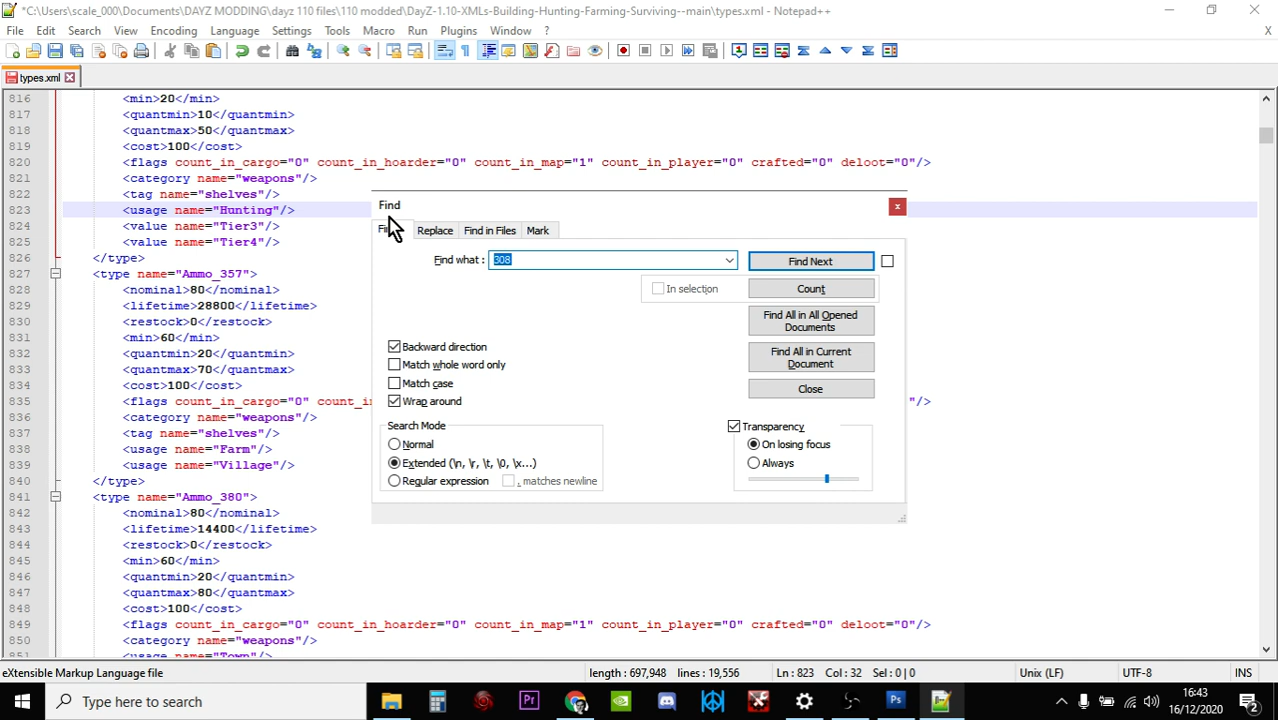 *C:\Users\scale_000\Documents\DAYZ MODDING\dayz 110 files\110 modded\DayZ-1.10-XMLs-Building-Hunting-Farming-Surviving--main\types.xml - Notepad++
File Edit Search View Encoding Language Settings Tools Macro Run Plugins Window ? X
types.xml
816 <min>20</min>
817 <quantmin>10</quantmin>
818 <quantmax>50</quantmax>
819 <cost>100</cost>
820 <flags count_in_cargo="0" count_in_hoarder="0" count_in_map="1" count_in_player="0" crafted="0" deloot="0"/>
821 <category name="weapons"/>
822 <tag name="shelves"/>
823 <usage name="Hunting"/>
824 <value name="Tier3"/>
825 <value name="Tier4"/>
826 </type>
827 <type name="Ammo_357">
828 <nominal>80</nominal>
829 <lifetime>28800</lifetime>
830 <restock>0</restock>
831 <min>60</min>
832 <quantmin>20</quantmin>
833 <quantmax>70</quantmax>
834 <cost>100</cost>
835 <flags count_in_cargo="0" count_i "/>
836 <category name="weapons"/>
837 <tag name="shelves"/>
838 <usage name="Farm"/>
839 <usage name="Village"/>
840 </type>
841 <type name="Ammo_380">
842 <nominal>80</nominal>
843 <lifetime>14400</lifetime>
844 <restock>0</restock>
845 <min>60</min>
846 <quantmin>20</quantmin>
847 <quantmax>80</quantmax>
848 <cost>100</cost>
849 <flags count_in_cargo="0" count_in_hoarder="0" count_in_map="1" count_in_player="0" crafted="0" deloot="0"/>
850 <category name="weapons"/>
851 <usage name="Town"/>
Find
Replace Find in Files Mark
Find what : 308 Find Next
In selection Count
Find All in All Opened
Documents
Backward direction
Find All in Current
Document
Match whole word only
Match case Close
Wrap around
Search Mode
Normal
Extended (\n, \r, \t, \0, \x...)
Regular expression . matches newline
Transparency
On losing focus
Always
eXtensible Markup Language file length : 697,948 lines : 19,556 Ln : 823 Col : 32 Sel : 0 | 0 Unix (LF) UTF-8 INS
Type here to search
16:43
16/12/2020
2